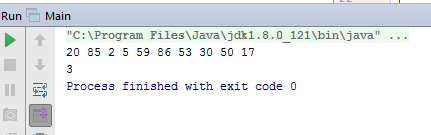 Run Main
"C:\Program Files\Java\jdk1.8.0_121\bin\java" ...
20 85 2 5 59 86 53 30 50 17
3
Process finished with exit code 0